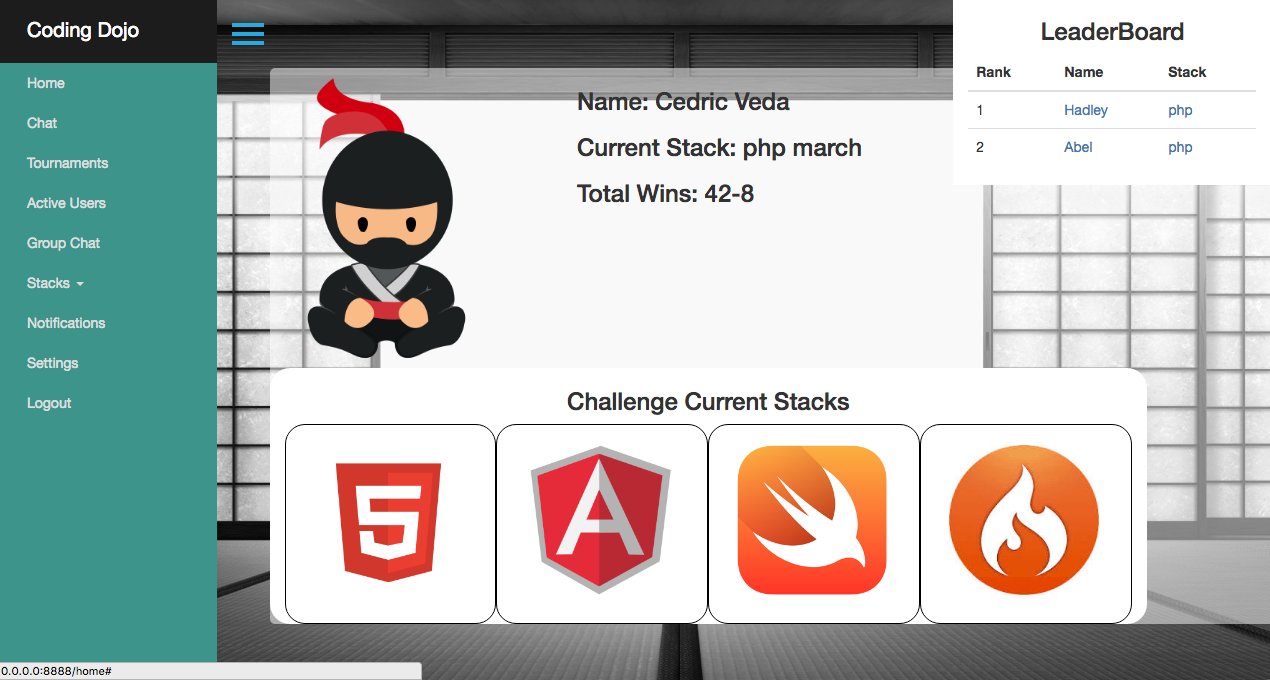 Coding Dojo
Home
Chat
Tournaments
Active Users
Group Chat
Stacks
Notifications
Settings
Logout
Name: Cedric Veda
Current Stack: php march
Total Wins: 42-8
LeaderBoard
Rank Name Stack
1 Hadley php
2 Abel php
Challenge Current Stacks
5
A
0.0.0.0:8888/home#